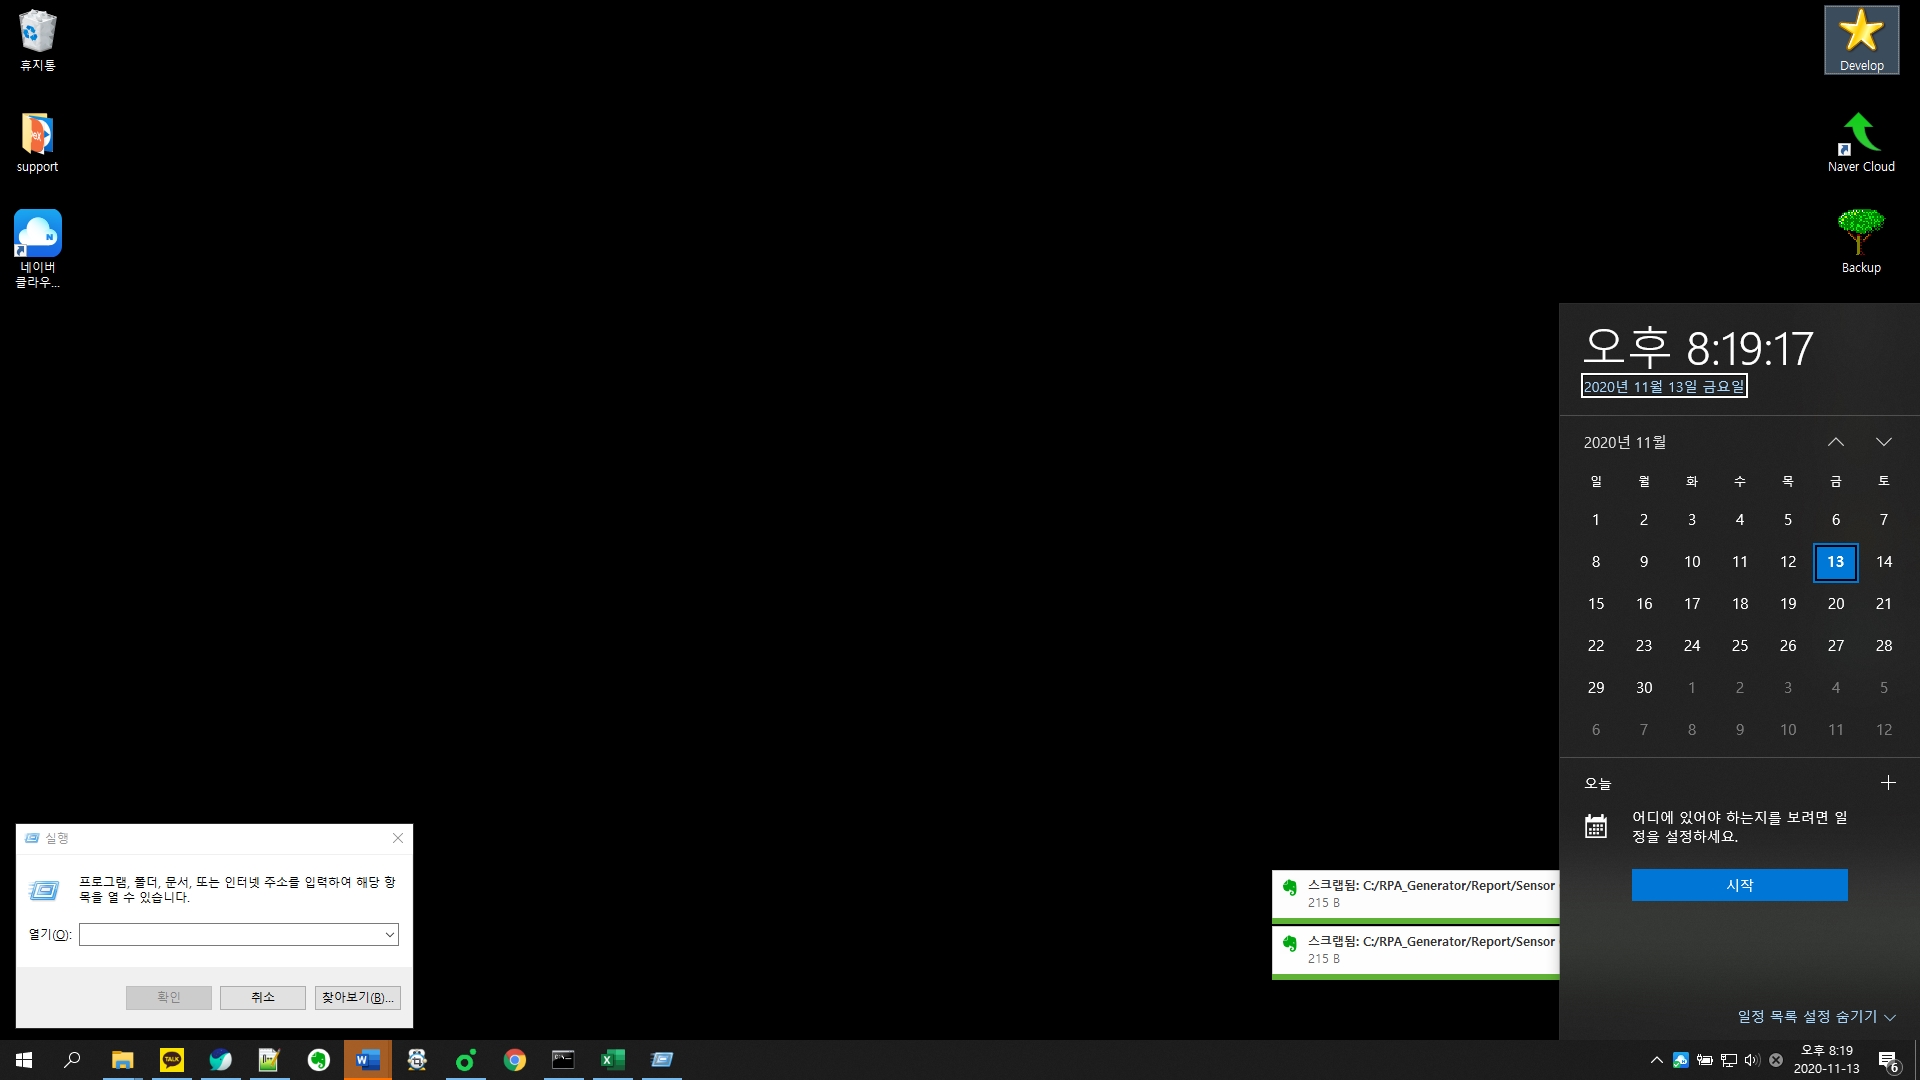 휴지통
support
네이버
클라우...
Develop
Naver Cloud
Backup
오후 8:19:17
2020년 11월 13일 금요일
2020년 11월
일 월 화 수 목 금 토
1 2 3 4 5 6 7
8 9 10 11 12 13 14
15 16 17 18 19 20 21
22 23 24 25 26 27 28
29 30 1 2 3 4 5
6 7 8 9 10 11 12
오늘
어디에 있어야 하는지를 보려면 일
정을 설정하세요.
시작
일정 목록 설정 숨기기
실행
프로그램, 폴더, 문서, 또는 인터넷 주소를 입력하여 해당 항
목을 열 수 있습니다.
열기(O):
확인 취소 찾아보기(B)...
스크랩됨: C:/RPA_Generator/Report/Sensor
215 B
스크랩됨: C:/RPA_Generator/Report/Sensor
215 B
TALK
오후 8:19
2020-11-13
6